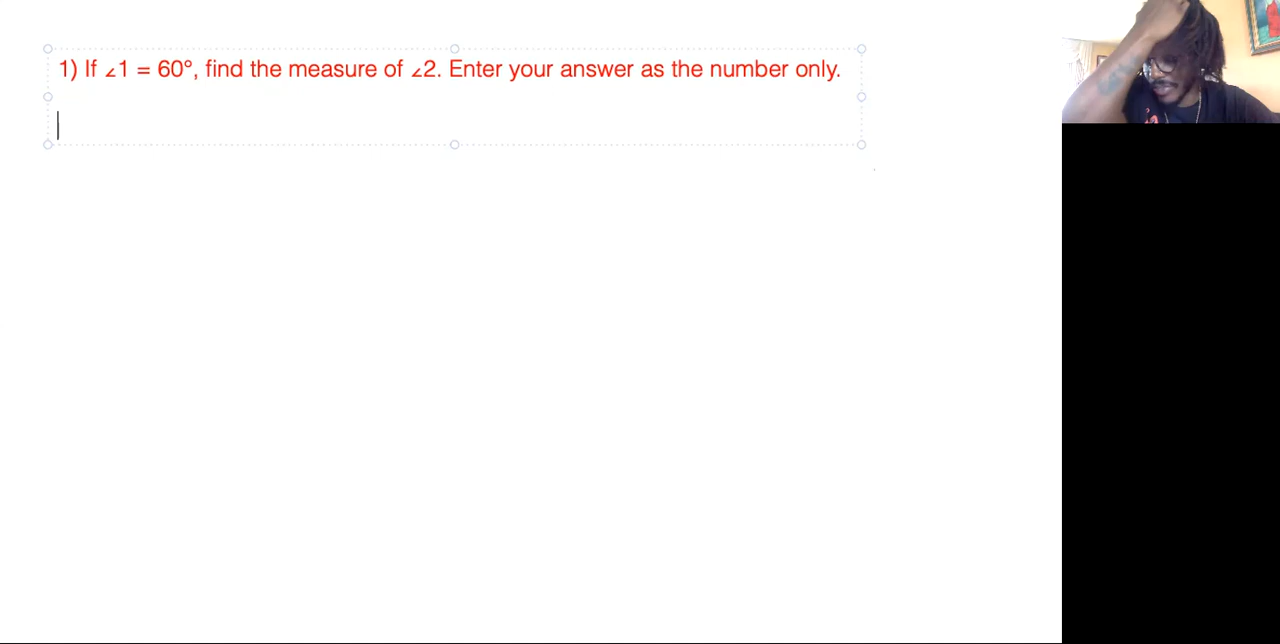 1) If ∠1 = 60°, find the measure of ∠2. Enter your answer as the number only.